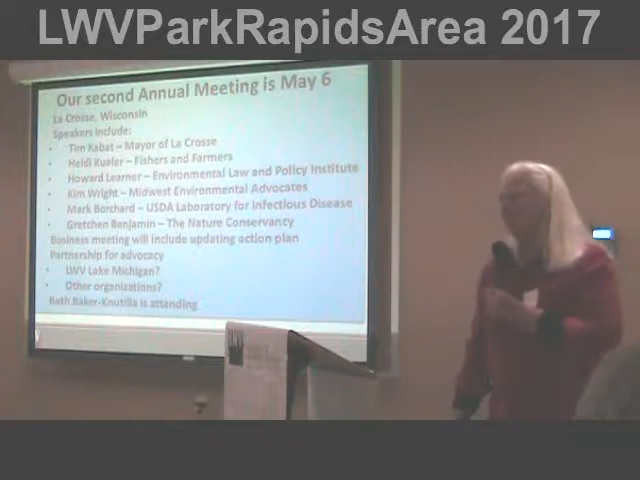 LWVParkRapidsArea 2017
Our second Annual Meeting is May 6
La Crosse, Wisconsin
Speakers include:
• Tim Kabat – Mayor of La Crosse
• Heidi Kueler – Fishers and Farmers
• Howard Learner – Environmental Law and Policy Institute
• Kim Wright – Midwest Environmental Advocates
• Mark Borchard – USDA Laboratory for Infectious Disease
• Gretchen Benjamin – The Nature Conservancy
Business meeting will include updating action plan
Partnership for advocacy
• LWV Lake Michigan?
• Other organizations?
Beth Baker-Knutilla is attending
LWV